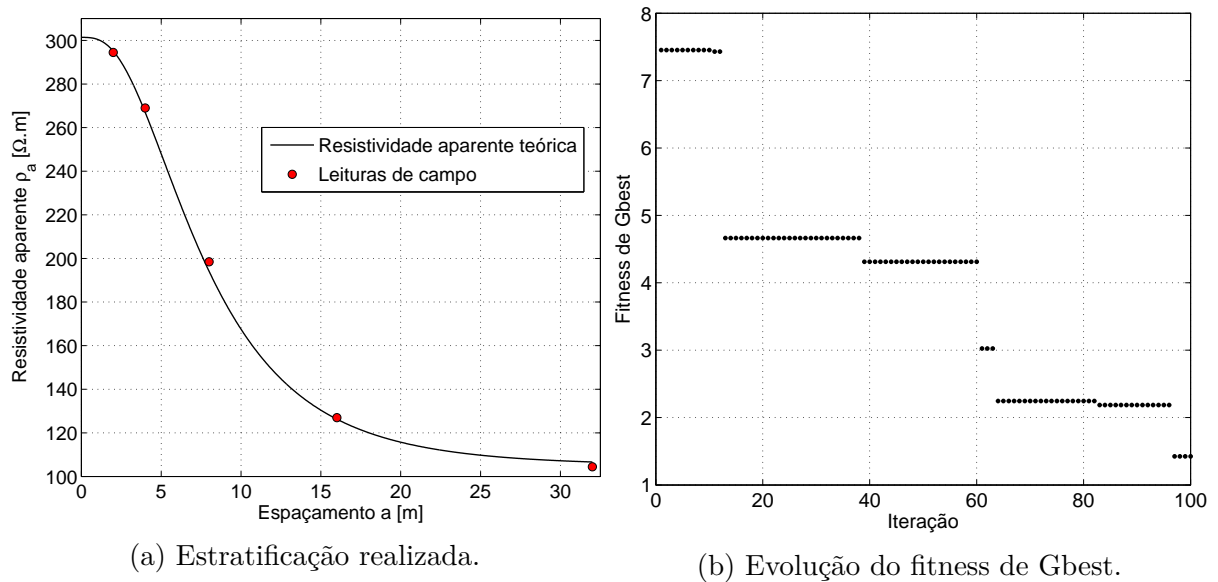 300
280
260
240
220
200
180
160
140
120
100
0 5 10 15 20 25 30
Resistividade aparente ρa [Ω.m]
Espaçamento a [m]
Resistividade aparente teórica
Leituras de campo
(a) Estratificação realizada.
8
7
6
5
4
3
2
1
0 20 40 60 80 100
Fitness de Gbest
Iteração
(b) Evolução do fitness de Gbest.